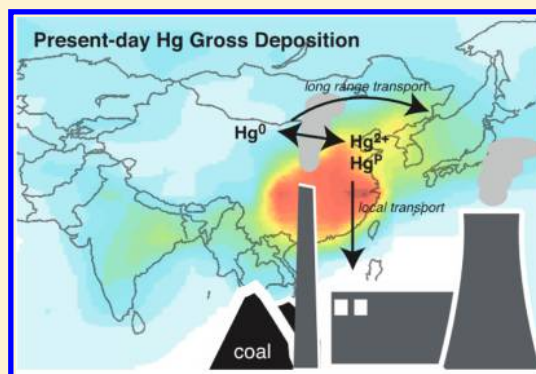 Present-day Hg Gross Deposition
long range transport
Hg⁰
Hg²⁺
Hgᴾ
local transport
coal